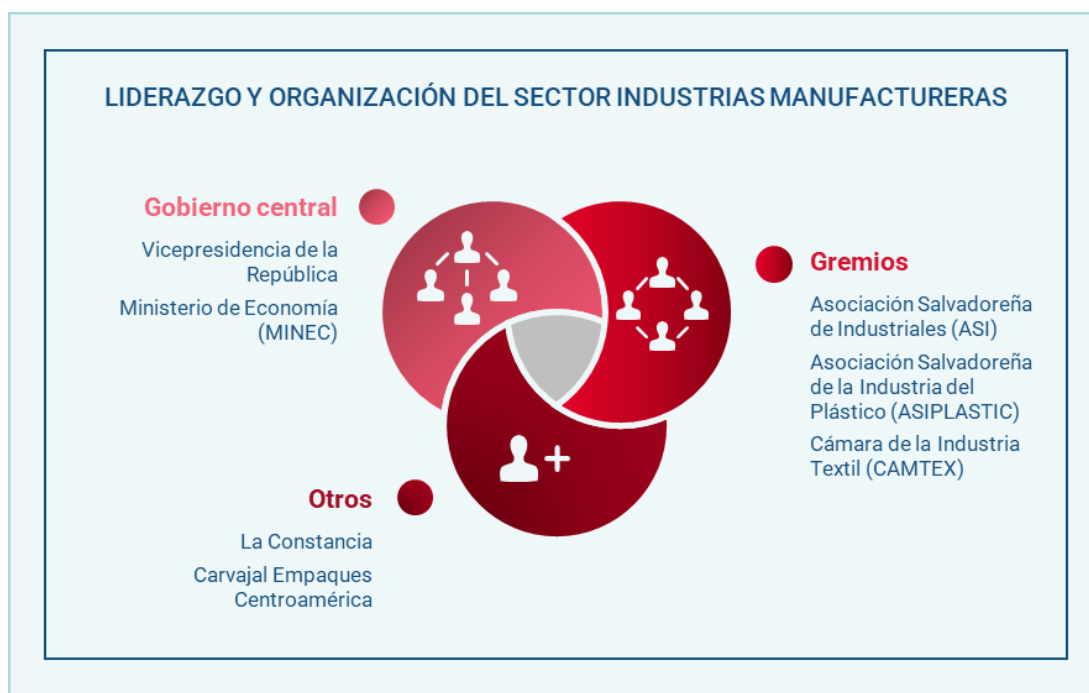 LIDERAZGO Y ORGANIZACIÓN DEL SECTOR INDUSTRIAS MANUFACTURERAS
Gobierno central
Vicepresidencia de la
República
Ministerio de Economía
(MINEC)
Gremios
Asociación Salvadoreña
de Industriales (ASI)
Asociación Salvadoreña
de la Industria del
Plástico (ASIPLASTIC)
Cámara de la Industria
Textil (CAMTEX)
Otros
La Constancia
Carvajal Empaques
Centroamérica